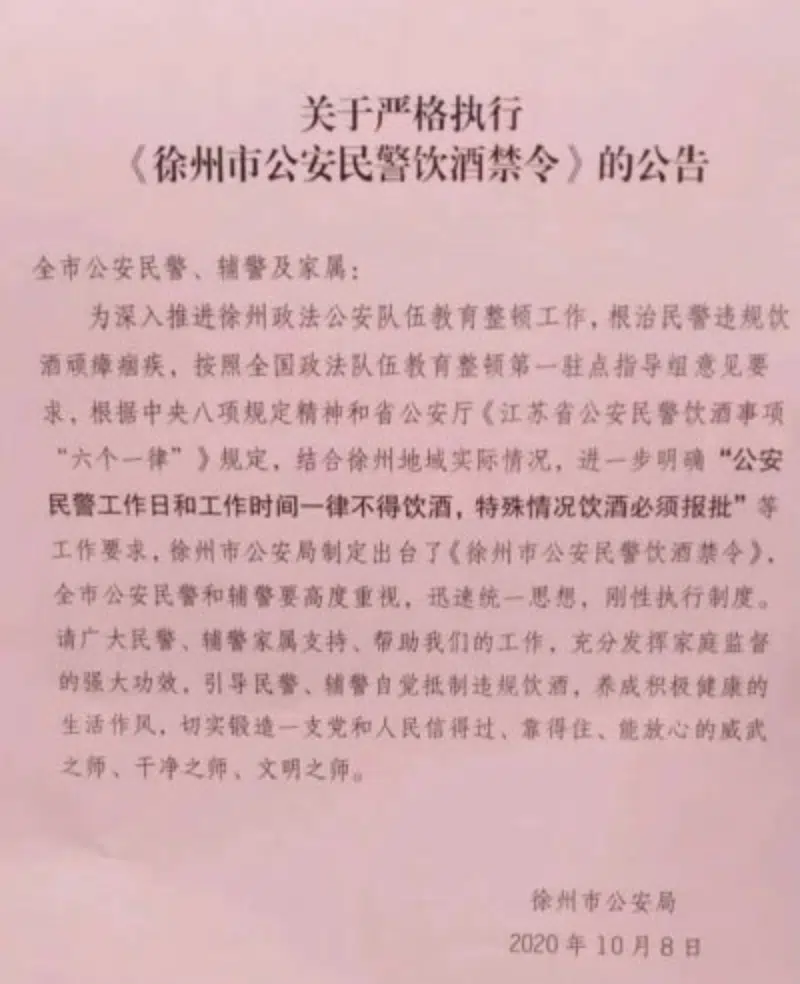 关于严格执行
《徐州市公安民警饮酒禁令》的公告
全市公安民警、辅警及家属：
为深入推进徐州政法公安队伍教育整顿工作，根治民警违规饮
酒顽瘴痼疾，按照全国政法队伍教育整顿第一驻点指导组意见要
求，根据中央八项规定精神和省公安厅《江苏省公安民警饮酒事项
“六个一律”》规定，结合徐州地域实际情况，进一步明确“公安
民警工作日和工作时间一律不得饮酒，特殊情况饮酒必须报批”等
工作要求，徐州市公安局制定出台了《徐州市公安民警饮酒禁令》，
全市公安民警和辅警要高度重视，迅速统一思想，刚性执行制度。
请广大民警、辅警家属支持、帮助我们的工作，充分发挥家庭监督
的强大功效，引导民警、辅警自觉抵制违规饮酒，养成积极健康的
生活作风，切实锻造一支党和人民信得过、靠得住、能放心的威武
之师、干净之师、文明之师。
徐州市公安局
2020年10月8日